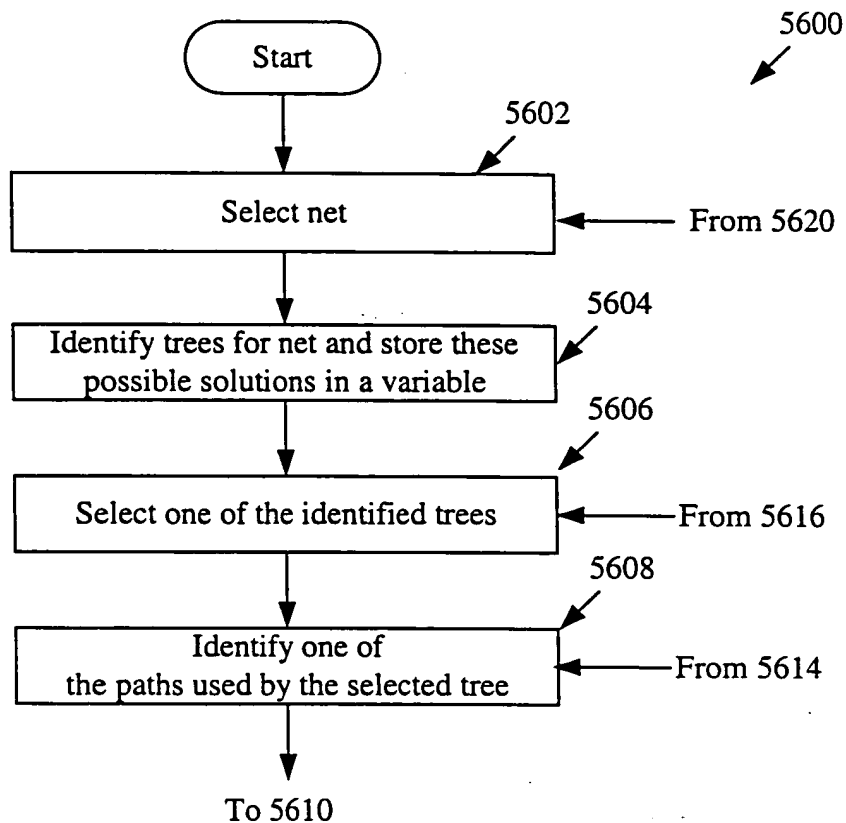 5600
Start
5602
Select net
From 5620
5604
Identify trees for net and store these
possible solutions in a variable
5606
Select one of the identified trees
From 5616
5608
Identify one of
the paths used by the selected tree
From 5614
To 5610